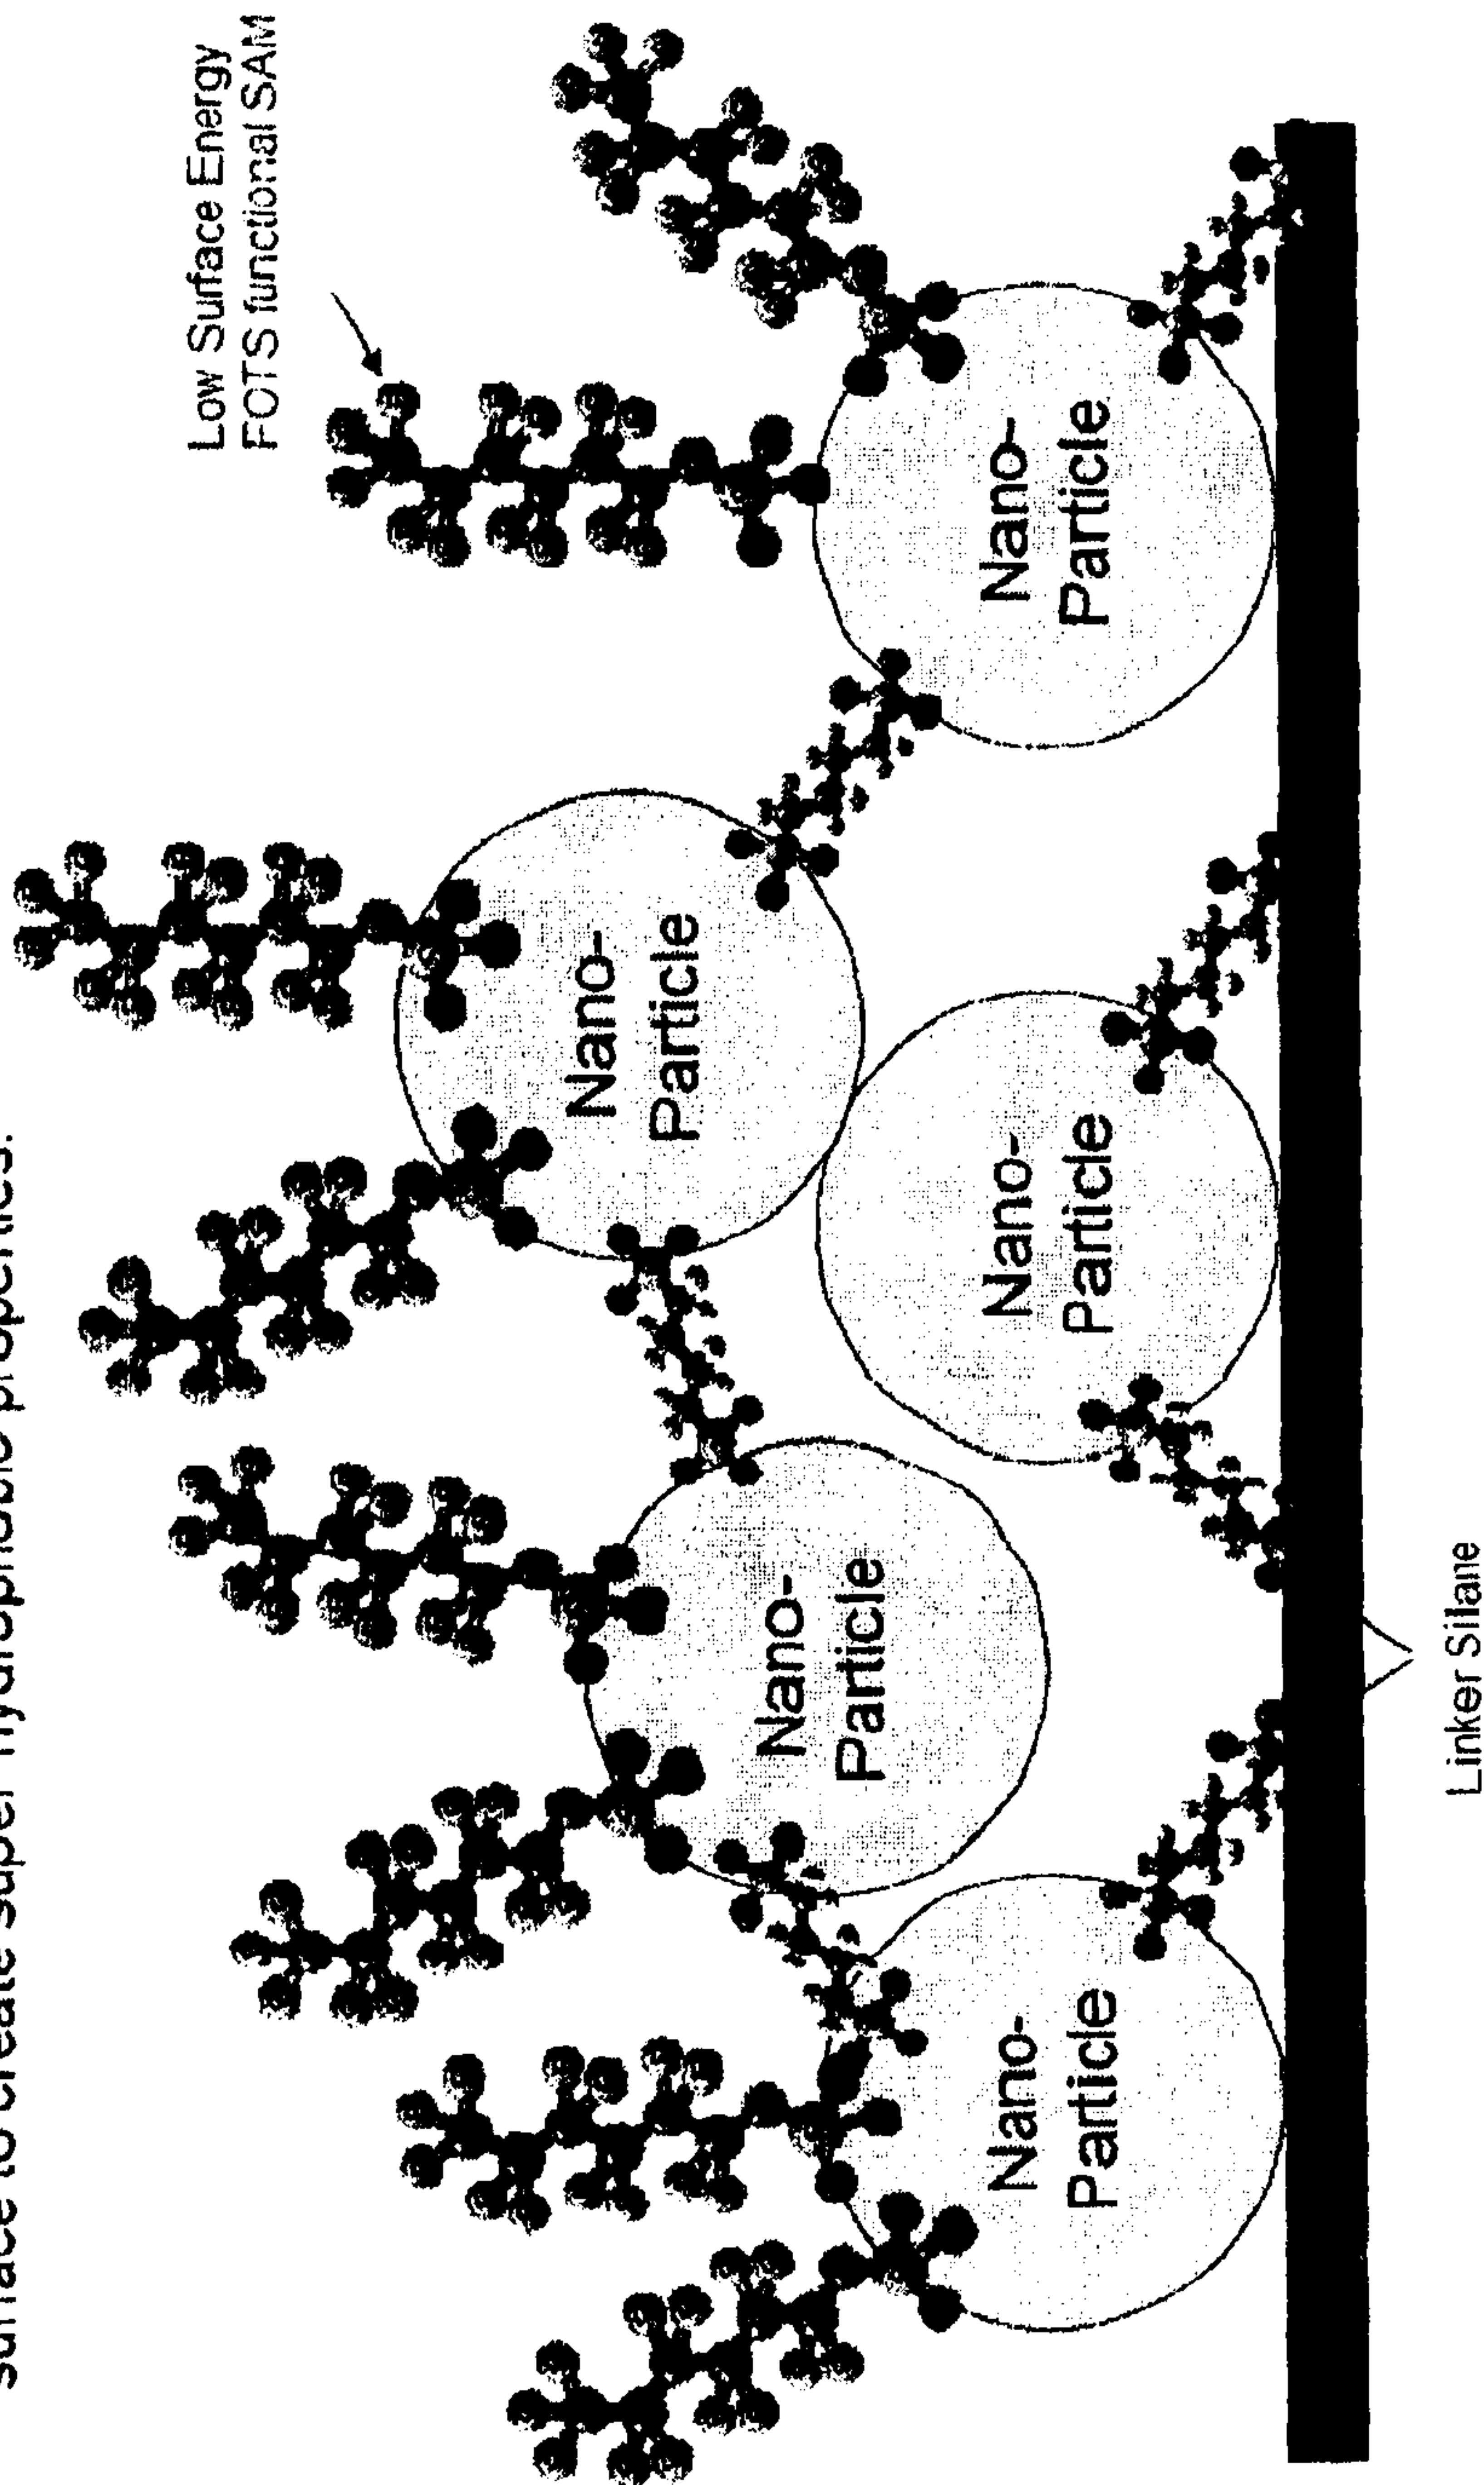 surface to create super-hydrophobic properties.
Low Surface Energy
FOTS functional SAM
Nano-
Particle
Nano-
Particle
Nano-
Particle
Nano-
Particle
Nano-
Particle
Linker Silane